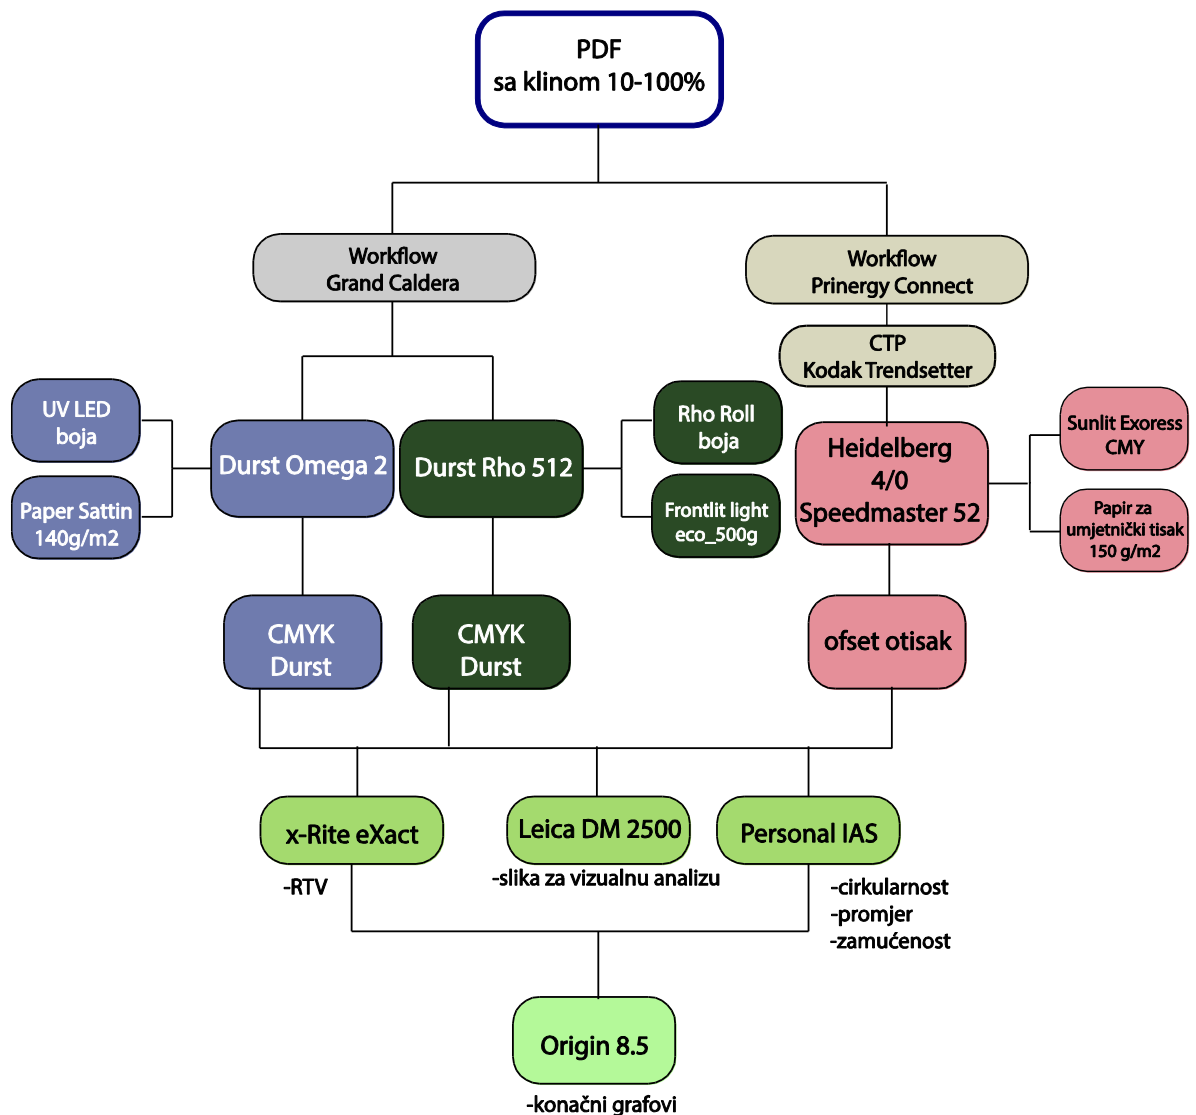 PDF
sa klinom 10-100%
Workflow
Grand Caldera
Workflow
Prinergy Connect
CTP
Kodak Trendsetter
UV LED
boja
Paper Sattin
140g/m2
Durst Omega 2
Durst Rho 512
Rho Roll
boja
Frontlit light
eco_500g
Heidelberg
4/0
Speedmaster 52
Sunlit Exoress
CMY
Papir za
umjetnički tisak
150 g/m2
CMYK
Durst
CMYK
Durst
ofset otisak
x-Rite eXact
-RTV
Leica DM 2500
-slika za vizualnu analizu
Personal IAS
-cirkularnost
-promjer
-zamućenost
Origin 8.5
-konačni grafovi